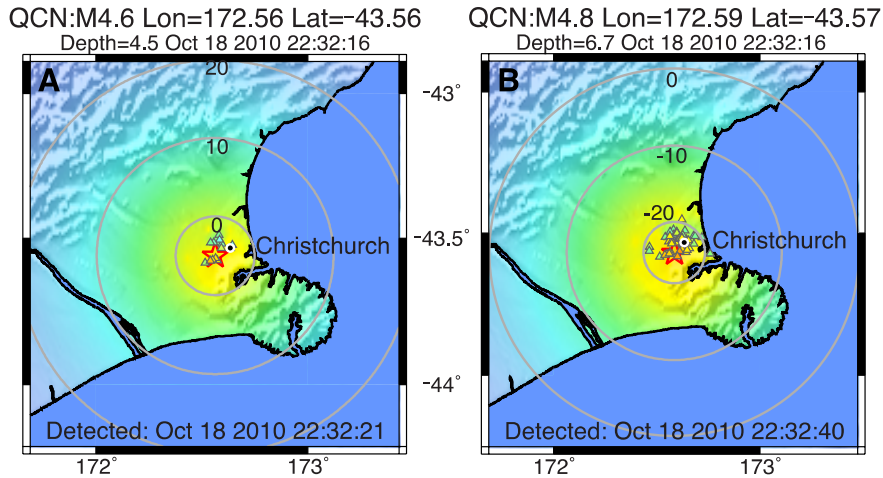 QCN:M4.6 Lon=172.56 Lat=−43.56
Depth=4.5 Oct 18 2010 22:32:16
A
20
10
0
Christchurch
Detected: Oct 18 2010 22:32:21
172°
173°
−43°
−43.5°
−44°
QCN:M4.8 Lon=172.59 Lat=−43.57
Depth=6.7 Oct 18 2010 22:32:16
B
0
-10
-20
Christchurch
Detected: Oct 18 2010 22:32:40
172°
173°